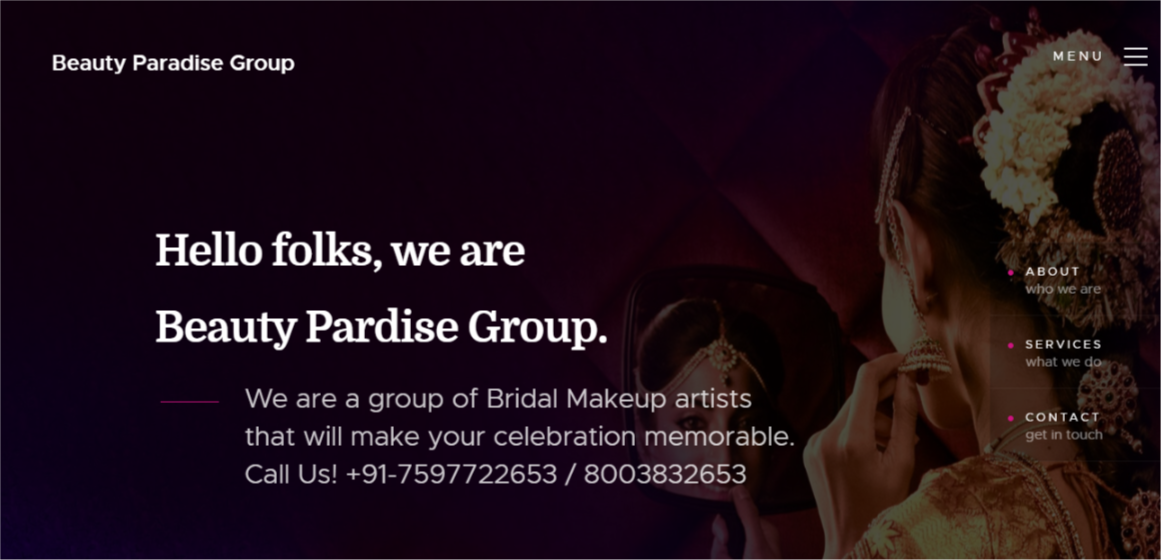 Beauty Paradise Group
MENU
Hello folks, we are
Beauty Pardise Group.
We are a group of Bridal Makeup artists
that will make your celebration memorable.
Call Us! +91-7597722653 / 8003832653
ABOUT
who we are
SERVICES
what we do
CONTACT
get in touch